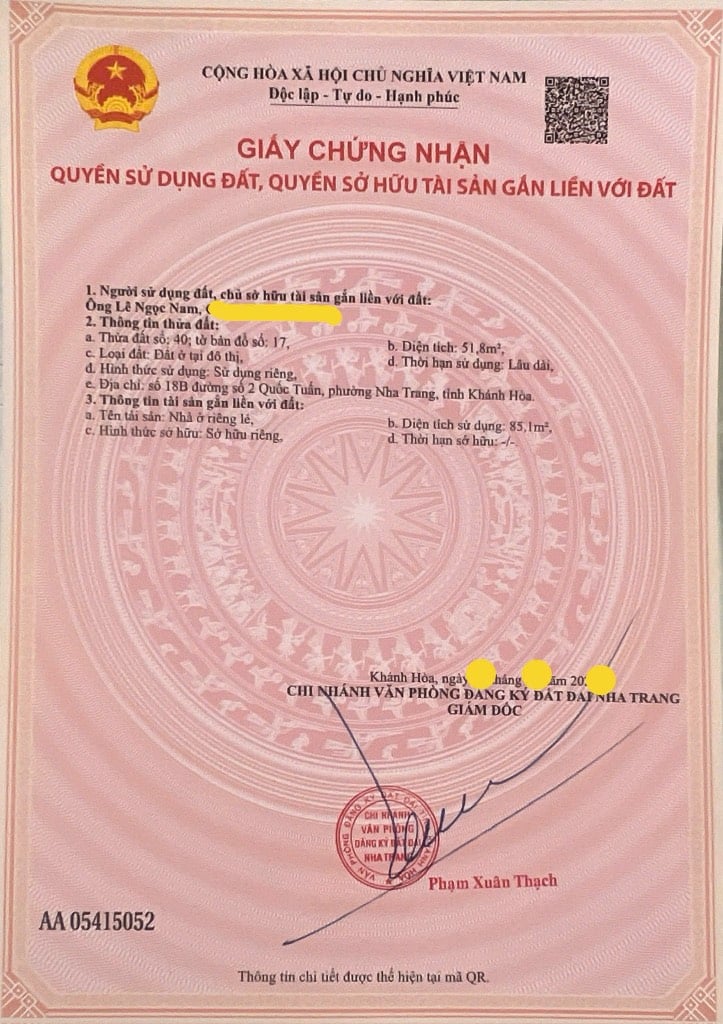 CỘNG HÒA XÃ HỘI CHỦ NGHĨA VIỆT NAM
Độc lập - Tự do - Hạnh phúc
GIẤY CHỨNG NHẬN
QUYỀN SỬ DỤNG ĐẤT, QUYỀN SỞ HỮU TÀI SẢN GẮN LIỀN VỚI ĐẤT
1. Người sử dụng đất, chủ sở hữu tài sản gắn liền với đất:
Ông Lê Ngọc Nam,
2. Thông tin thửa đất:
a. Thửa đất số: 40; tờ bản đồ số: 17, b. Diện tích: 51,8m²,
c. Loại đất: Đất ở tại đô thị, d. Thời hạn sử dụng: Lâu dài,
đ. Hình thức sử dụng: Sử dụng riêng,
e. Địa chỉ: số 18B đường số 2 Quốc Tuấn, phường Nha Trang, tỉnh Khánh Hòa.
3. Thông tin tài sản gắn liền với đất:
a. Tên tài sản: Nhà ở riêng lẻ, b. Diện tích sử dụng: 85,1m²,
c. Hình thức sở hữu: Sở hữu riêng, d. Thời hạn sở hữu: -/-
Khánh Hòa, ngày háng ăm 202
CHI NHÁNH VĂN PHÒNG ĐĂNG KÝ ĐẤT ĐAI NHA TRANG
GIÁM ĐỐC
CHI NHÁNH
VĂN PHÒNG
ĐĂNG KÝ ĐẤT ĐAI
NHA TRANG
Phạm Xuân Thạch
AA 05415052
Thông tin chi tiết được thể hiện tại mã QR.